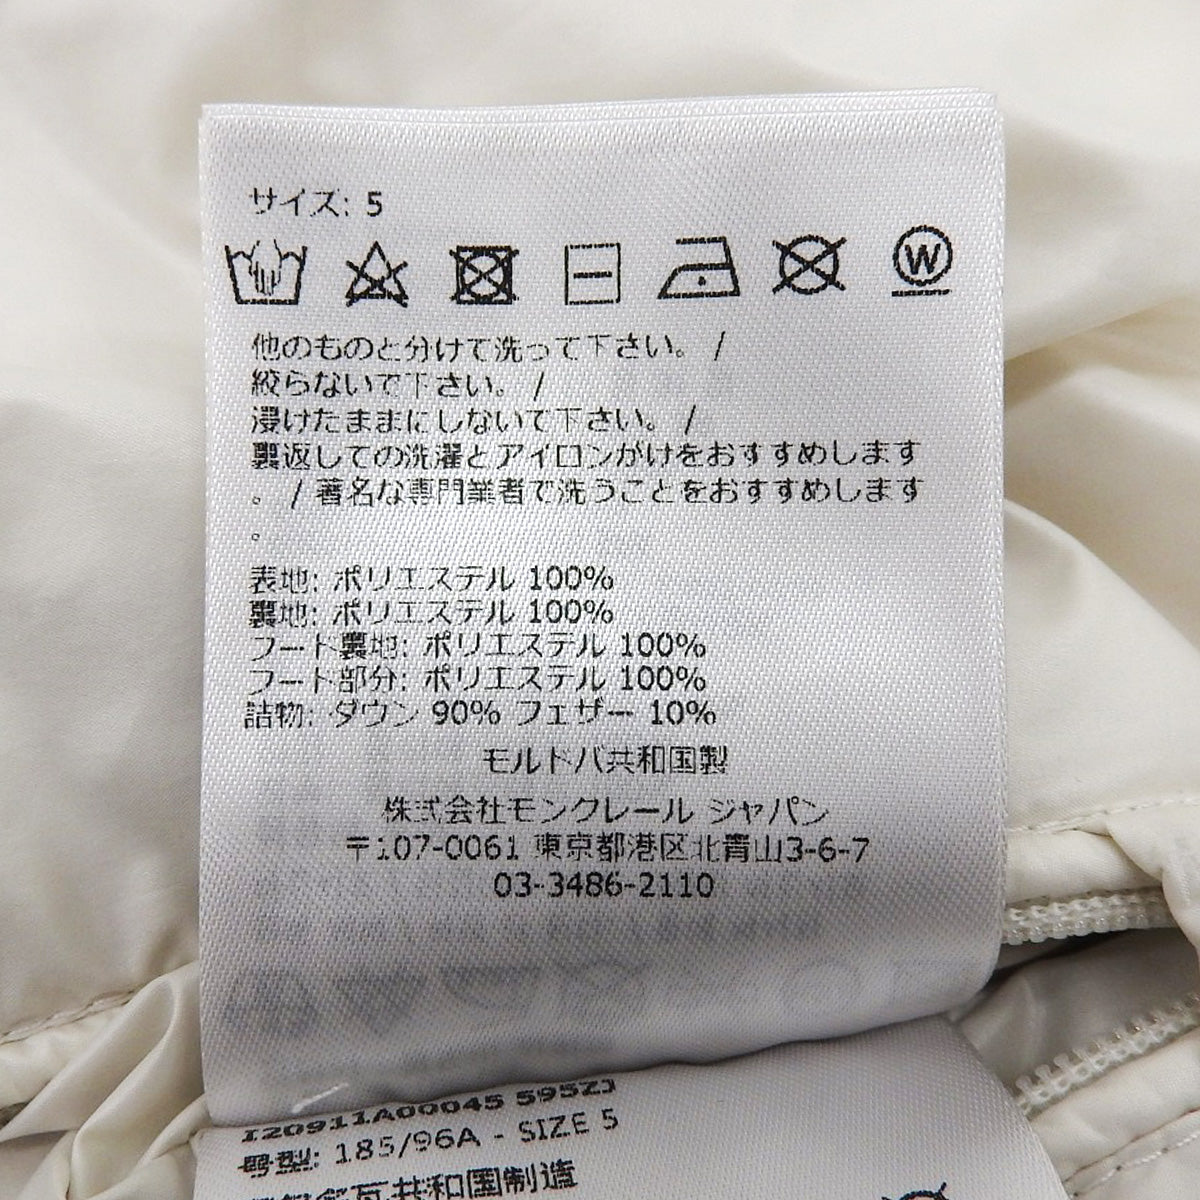 サイズ: 5
W
他のものと分けて洗って下さい。 /
絞らないで下さい。 /
浸けたままにしないで下さい。 /
裏返しての洗濯とアイロンがけをおすすめします
。 / 著名な専門業者で洗うことをおすすめします
。
表地: ポリエステル 100%
裏地: ポリエステル 100%
フード裏地: ポリエステル 100%
フード部分: ポリエステル 100%
詰物: ダウン 90% フェザー 10%
モルドバ共和国製
株式会社モンクレール ジャパン
〒107-0061 東京都港区北青山3-6-7
03-3486-2110
I20911A00045 595ZJ
号型: 185/96A - SIZE 5
瓦共和国制造